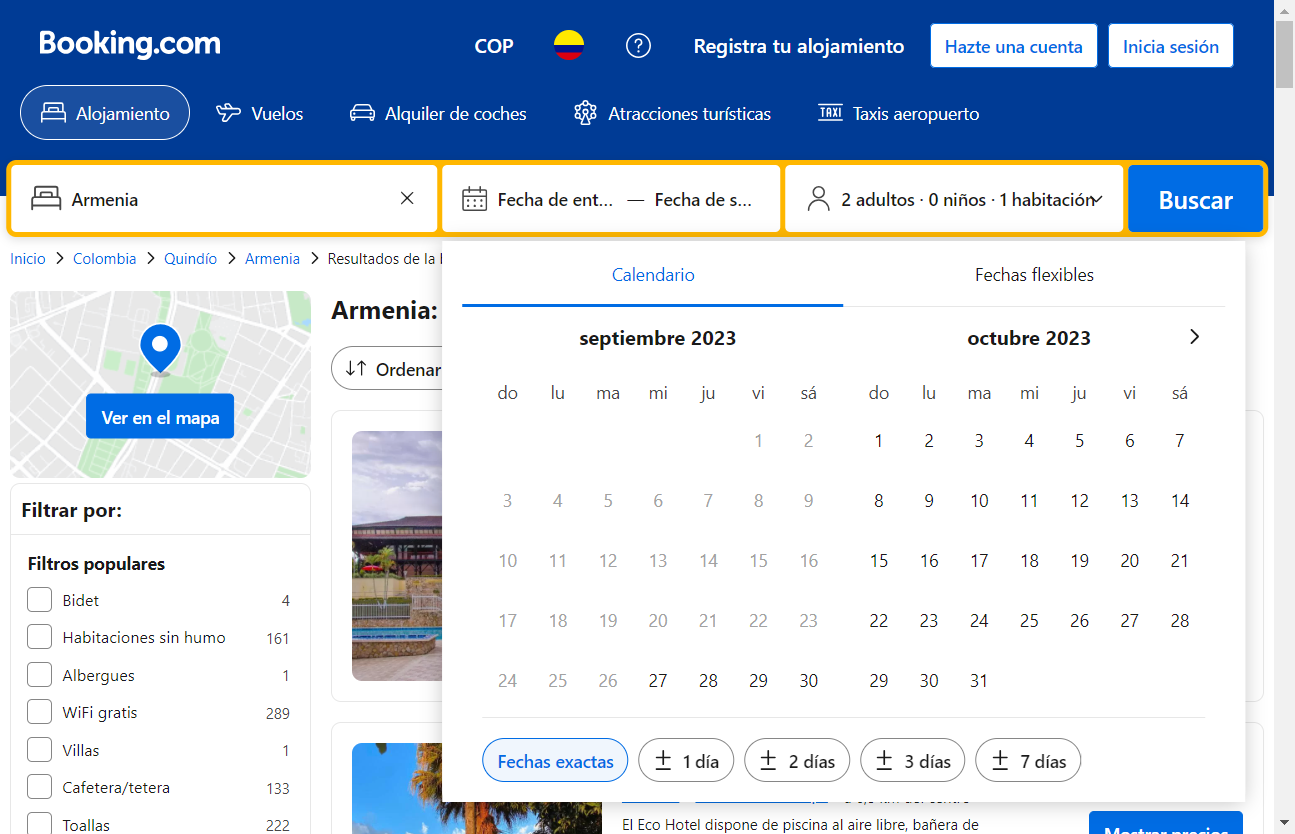 Booking.com
COP
Registra tu alojamiento
Hazte una cuenta
Inicia sesión
Alojamiento
Vuelos
Alquiler de coches
Atracciones turísticas
TAXI Taxis aeropuerto
Armenia
Fecha de ent... — Fecha de s...
2 adultos · 0 niños · 1 habitación
Buscar
Inicio > Colombia > Quindío > Armenia > Resultados de la
Ver en el mapa
Filtrar por:
Filtros populares
Bidet 4
Habitaciones sin humo 161
Albergues 1
WiFi gratis 289
Villas 1
Cafetera/tetera 133
Toallas 222
Armenia:
Ordenar
Calendario
Fechas flexibles
septiembre 2023
do lu ma mi ju vi sá
1 2
3 4 5 6 7 8 9
10 11 12 13 14 15 16
17 18 19 20 21 22 23
24 25 26 27 28 29 30
octubre 2023
do lu ma mi ju vi sá
1 2 3 4 5 6 7
8 9 10 11 12 13 14
15 16 17 18 19 20 21
22 23 24 25 26 27 28
29 30 31
Fechas exactas
± 1 día
± 2 días
± 3 días
± 7 días
El Eco Hotel dispone de piscina al aire libre, bañera de
Mostrar precios